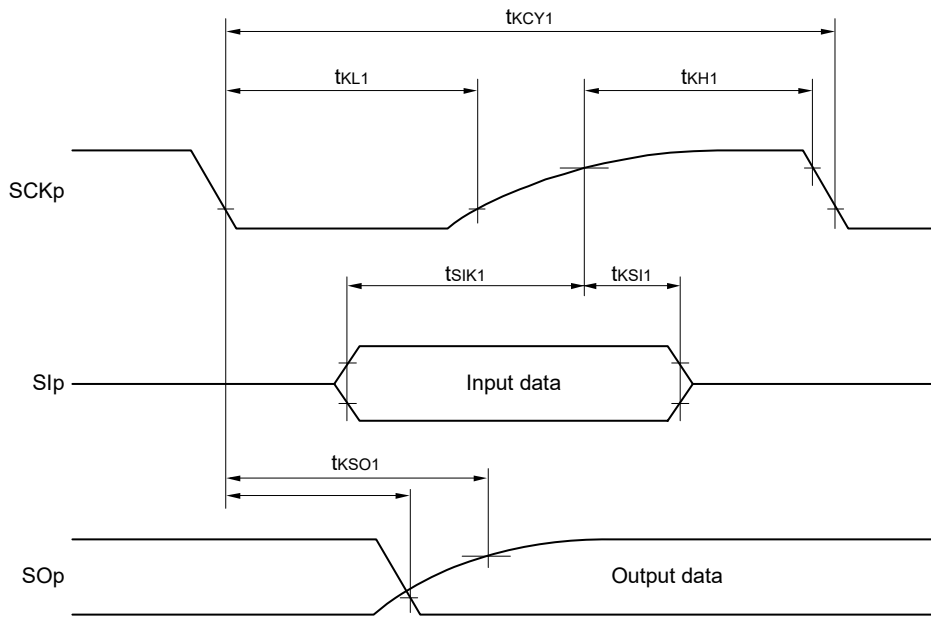 tKCY1
tKL1
tKH1
SCKp
tSIK1
tKSI1
SIp
Input data
tKSO1
SOp
Output data